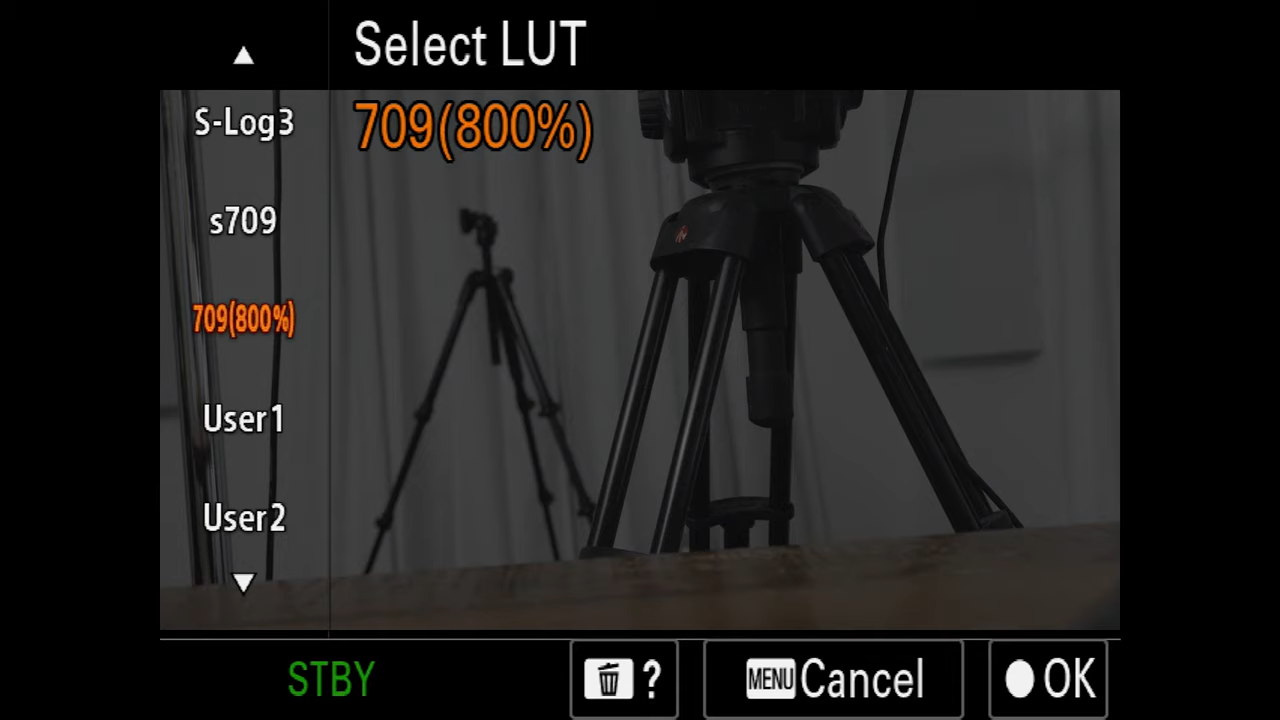 Select LUT
709(800%)
S-Log3
s709
709(800%)
User1
User2
STBY
?
MENU Cancel
OK